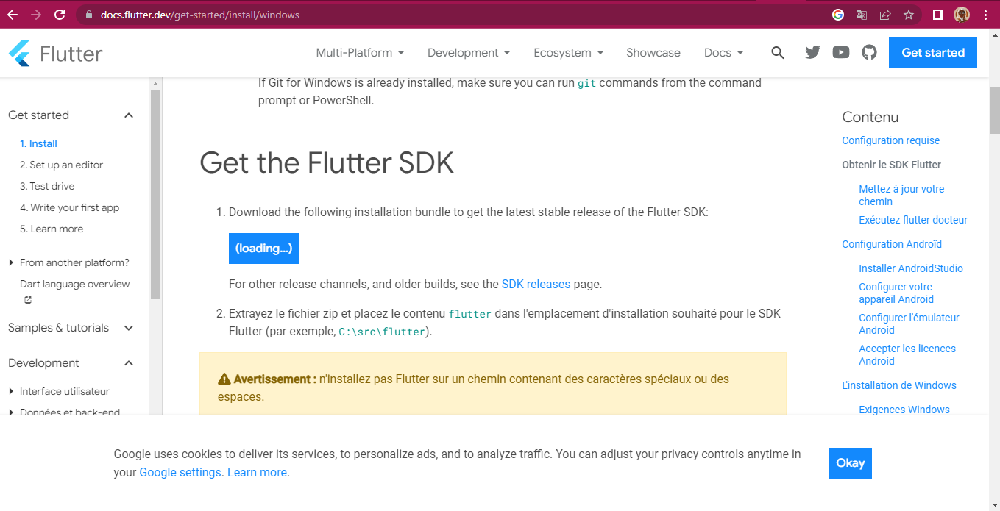 docs.flutter.dev/get-started/install/windows
Flutter
Multi-Platform
Development
Ecosystem
Showcase
Docs
Get started
Get started
1. Install
2. Set up an editor
3. Test drive
4. Write your first app
5. Learn more
From another platform?
Dart language overview
Samples & tutorials
Development
Interface utilisateur
Données et back-end
If Git for Windows is already installed, make sure you can run git commands from the command
prompt or PowerShell.
Get the Flutter SDK
1. Download the following installation bundle to get the latest stable release of the Flutter SDK:
(loading...)
For other release channels, and older builds, see the SDK releases page.
2. Extrayez le fichier zip et placez le contenu flutter dans l'emplacement d'installation souhaité pour le SDK
Flutter (par exemple, C:\src\flutter).
Avertissement : n'installez pas Flutter sur un chemin contenant des caractères spéciaux ou des
espaces.
Contenu
Configuration requise
Obtenir le SDK Flutter
Mettez à jour votre
chemin
Exécutez flutter docteur
Configuration Androïd
Installer AndroidStudio
Configurer votre
appareil Android
Configurer l'émulateur
Android
Accepter les licences
Android
L'installation de Windows
Exigences Windows
Google uses cookies to deliver its services, to personalize ads, and to analyze traffic. You can adjust your privacy controls anytime in
your Google settings. Learn more.
Okay